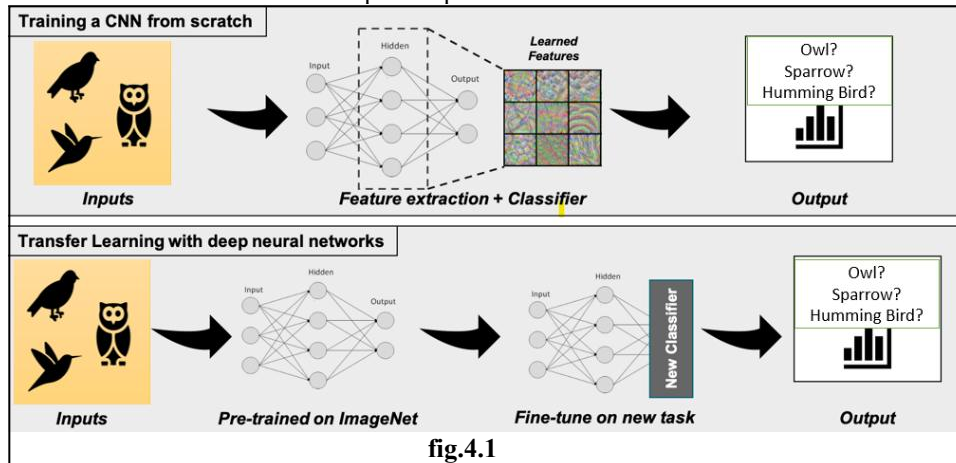 Training a CNN from scratch
Input
Hidden
Output
Learned
Features
Owl?
Sparrow?
Humming Bird?
Inputs
Feature extraction + Classifier
Output
Transfer Learning with deep neural networks
Input
Hidden
Output
Input
Hidden
New Classifier
Owl?
Sparrow?
Humming Bird?
Inputs
Pre-trained on ImageNet
Fine-tune on new task
Output
fig.4.1